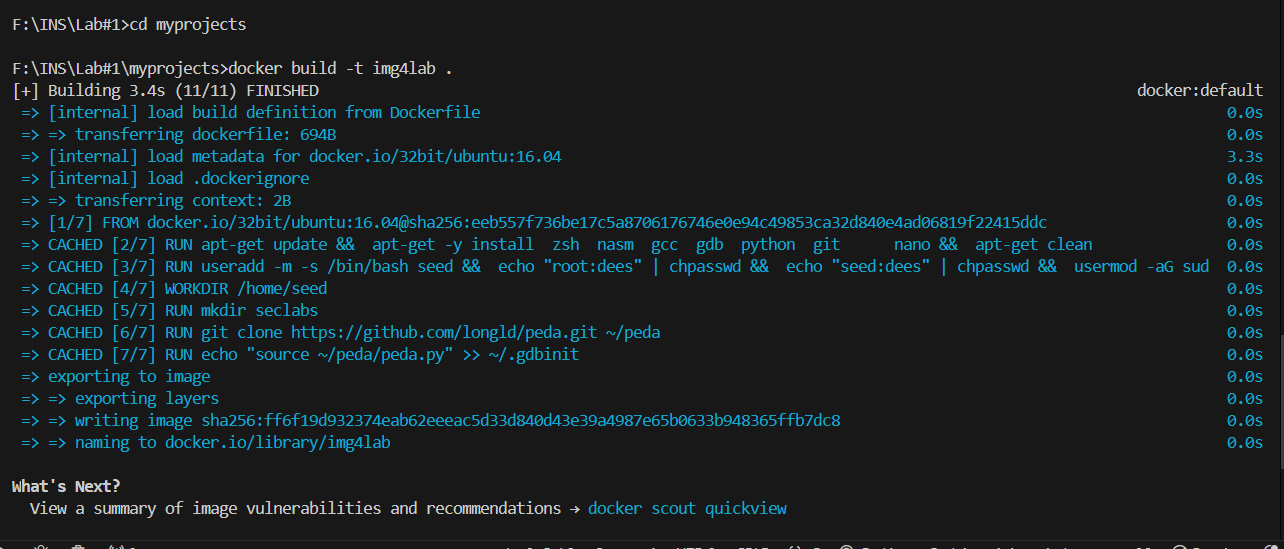 F:\INS\Lab#1>cd myprojects
F:\INS\Lab#1\myprojects>docker build -t img4lab .
[+] Building 3.4s (11/11) FINISHED docker:default
=> [internal] load build definition from Dockerfile 0.0s
=> => transferring dockerfile: 694B 0.0s
=> [internal] load metadata for docker.io/32bit/ubuntu:16.04 3.3s
=> [internal] load .dockerignore 0.0s
=> => transferring context: 2B 0.0s
=> [1/7] FROM docker.io/32bit/ubuntu:16.04@sha256:eeb557f736be17c5a8706176746e0e94c49853ca32d840e4ad06819f22415ddc 0.0s
=> CACHED [2/7] RUN apt-get update &&  apt-get -y install  zsh  nasm  gcc  gdb  python  git      nano &&  apt-get clean 0.0s
=> CACHED [3/7] RUN useradd -m -s /bin/bash seed &&  echo "root:dees" | chpasswd &&  echo "seed:dees" | chpasswd &&  usermod -aG sud 0.0s
=> CACHED [4/7] WORKDIR /home/seed 0.0s
=> CACHED [5/7] RUN mkdir seclabs 0.0s
=> CACHED [6/7] RUN git clone https://github.com/longld/peda.git ~/peda 0.0s
=> CACHED [7/7] RUN echo "source ~/peda/peda.py" >> ~/.gdbinit 0.0s
=> exporting to image 0.0s
=> => exporting layers 0.0s
=> => writing image sha256:ff6f19d932374eab62eeeac5d33d840d43e39a4987e65b0633b948365ffb7dc8 0.0s
=> => naming to docker.io/library/img4lab 0.0s
What's Next?
View a summary of image vulnerabilities and recommendations → docker scout quickview